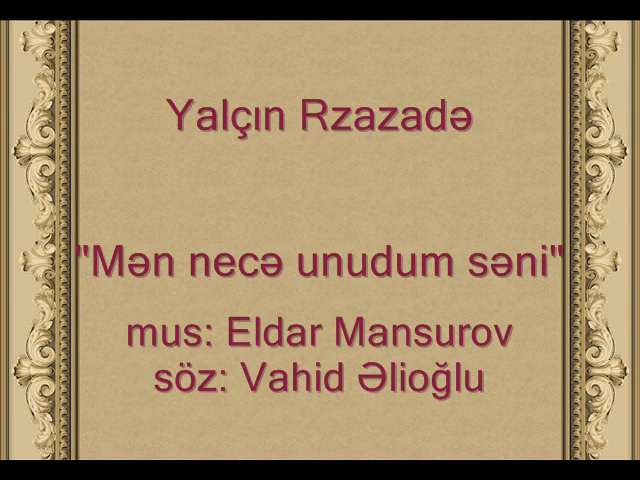 Yalçın Rzazadə
"Mən necə unudum səni"
mus: Eldar Mansurov
söz: Vahid Əlioğlu